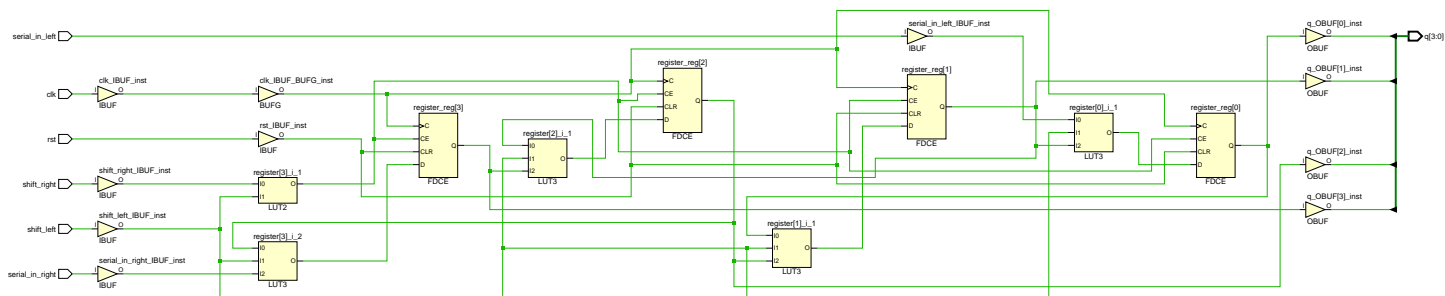 serial_in_left
serial_in_left_IBUF_inst
I
O
IBUF
q_OBUF[0]_inst
I
O
OBUF
q[3:0]
clk
clk_IBUF_inst
I
O
IBUF
clk_IBUF_BUFG_inst
I
O
BUFG
register_reg[3]
C
CE
CLR
D
Q
FDCE
register_reg[2]
C
CE
CLR
D
Q
FDCE
register_reg[1]
C
CE
CLR
D
Q
FDCE
q_OBUF[1]_inst
I
O
OBUF
rst
rst_IBUF_inst
I
O
IBUF
register[2]_i_1
I0
I1
I2
O
LUT3
register[0]_i_1
I0
I1
I2
O
LUT3
register_reg[0]
C
CE
CLR
D
Q
FDCE
q_OBUF[2]_inst
I
O
OBUF
shift_right
shift_right_IBUF_inst
I
O
IBUF
register[3]_i_1
I0
I1
O
LUT2
q_OBUF[3]_inst
I
O
OBUF
shift_left
shift_left_IBUF_inst
I
O
IBUF
register[3]_i_2
I0
I1
I2
O
LUT3
register[1]_i_1
I0
I1
I2
O
LUT3
serial_in_right
serial_in_right_IBUF_inst
I
O
IBUF